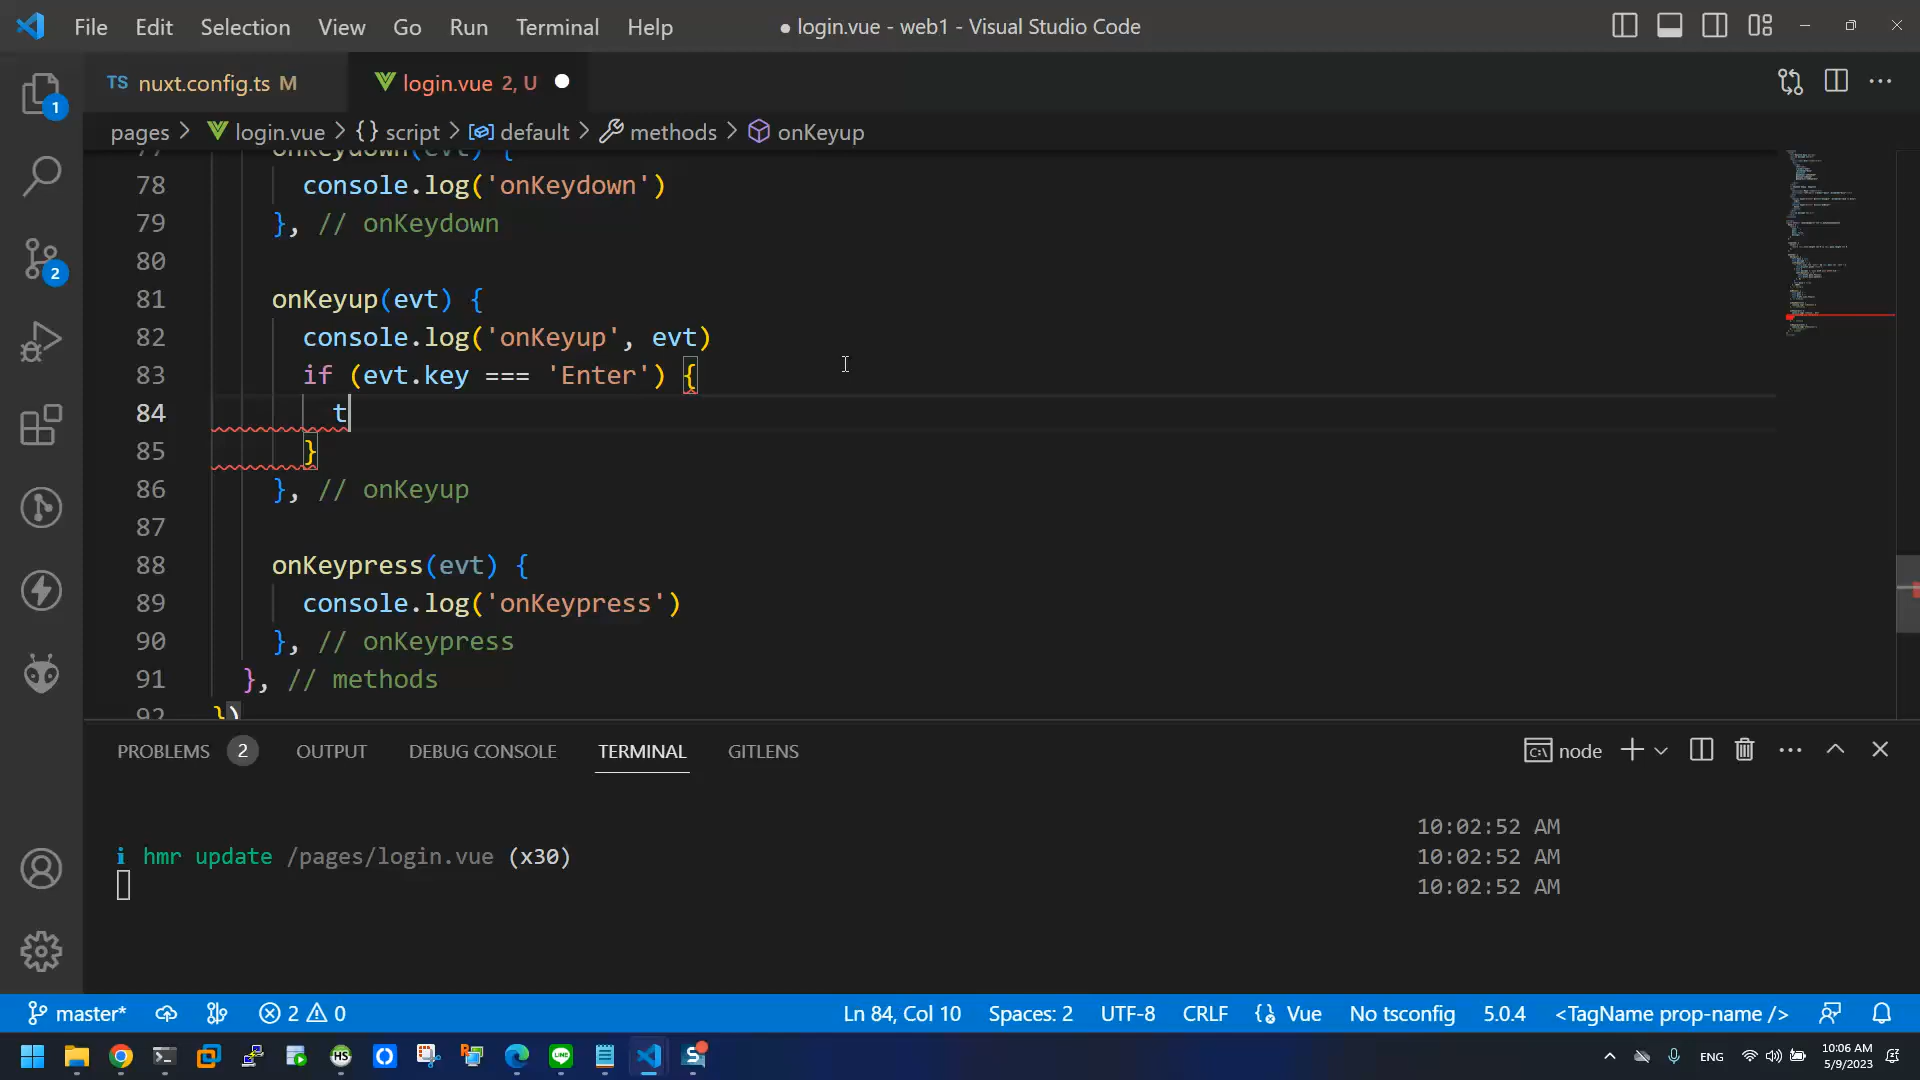 File Edit Selection View Go Run Terminal Help ● login.vue - web1 - Visual Studio Code
TS nuxt.config.ts M login.vue 2, U
pages > login.vue > {} script > default > methods > onKeyup
77 onKeydown(evt) {
78 console.log('onKeydown')
79 }, // onKeydown
80
81 onKeyup(evt) {
82 console.log('onKeyup', evt)
83 if (evt.key === 'Enter') {
84 t
85 }
86 }, // onKeyup
87
88 onKeypress(evt) {
89 console.log('onKeypress')
90 }, // onKeypress
91 }, // methods
92 })
PROBLEMS 2 OUTPUT DEBUG CONSOLE TERMINAL GITLENS node
10:02:52 AM
i hmr update /pages/login.vue (x30) 10:02:52 AM
10:02:52 AM
master* 2 0 Ln 84, Col 10 Spaces: 2 UTF-8 CRLF {} Vue No tsconfig 5.0.4 <TagName prop-name />
ENG 10:06 AM
5/9/2023
1
2